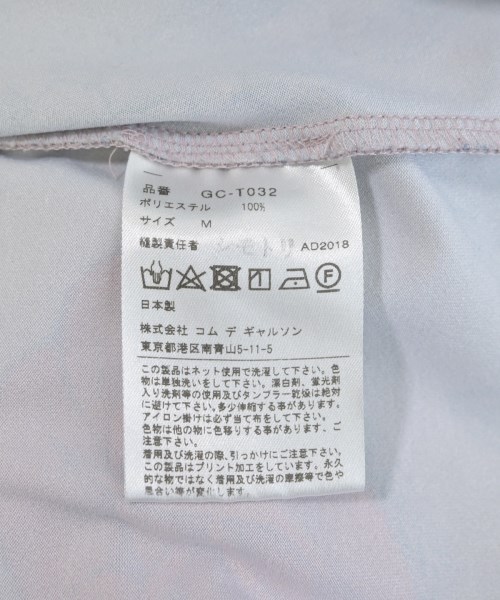 品番 GC-T032
ポリエステル 100%
サイズ M
縫製責任者 シモトリ AD2018
日本製
株式会社 コム デ ギャルソン
東京都港区南青山5-11-5
この製品はネット使用で洗濯して下さい。色
物は単独洗いをして下さい。漂白剤、蛍光剤
入り洗剤等の使用及びタンブラー乾燥は絶対
に避けて下さい。多少伸縮する事があります。
アイロン掛けは必ず当て布をして下さい。
色物は他の物に色移りする事があります。ご
注意下さい。
着用及び洗濯の際、引っかけにご注意下さい。
この製品はプリント加工をしています。永久
的な物ではなく着用及び洗濯の摩擦等で色や
風合い等が変化します。